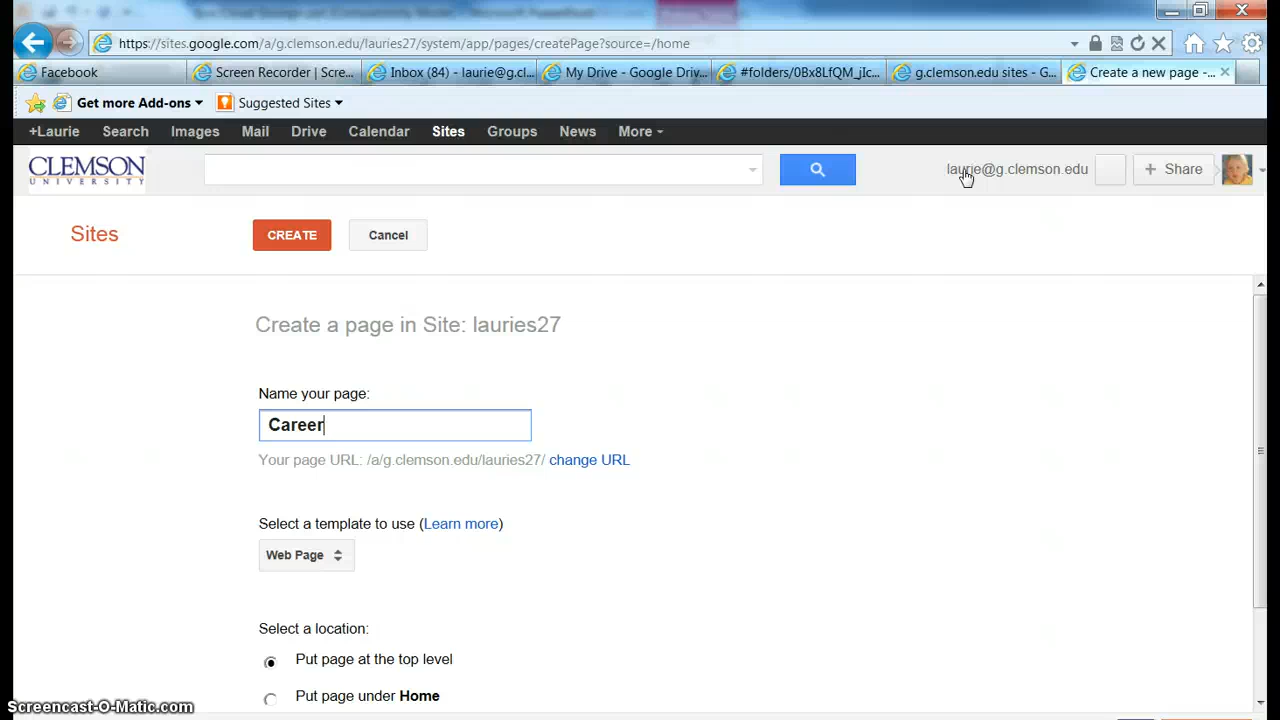 https://sites.google.com/a/g.clemson.edu/lauries27/system/app/pages/createPage?source=/home
Facebook Screen Recorder | Scre... Inbox (84) - laurie@g.cl... My Drive - Google Driv... #folders/0Bx8LfQM_jIc... g.clemson.edu sites - G... Create a new page -...
Get more Add-ons Suggested Sites
+Laurie Search Images Mail Drive Calendar Sites Groups News More
CLEMSON
UNIVERSITY
laurie@g.clemson.edu + Share
Sites CREATE Cancel
Create a page in Site: lauries27
Name your page:
Career
Your page URL: /a/g.clemson.edu/lauries27/ change URL
Select a template to use (Learn more)
Web Page
Select a location:
Put page at the top level
Put page under Home
Screencast-O-Matic.com